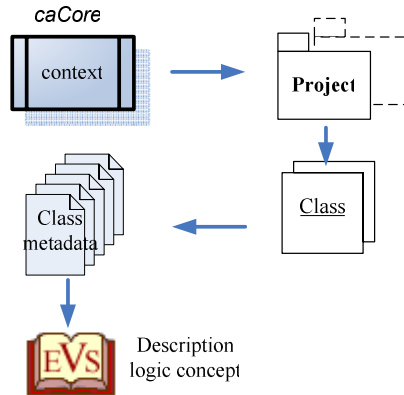 caCore
context
Project
Class
Class
metadata
EVS
Description
logic concept